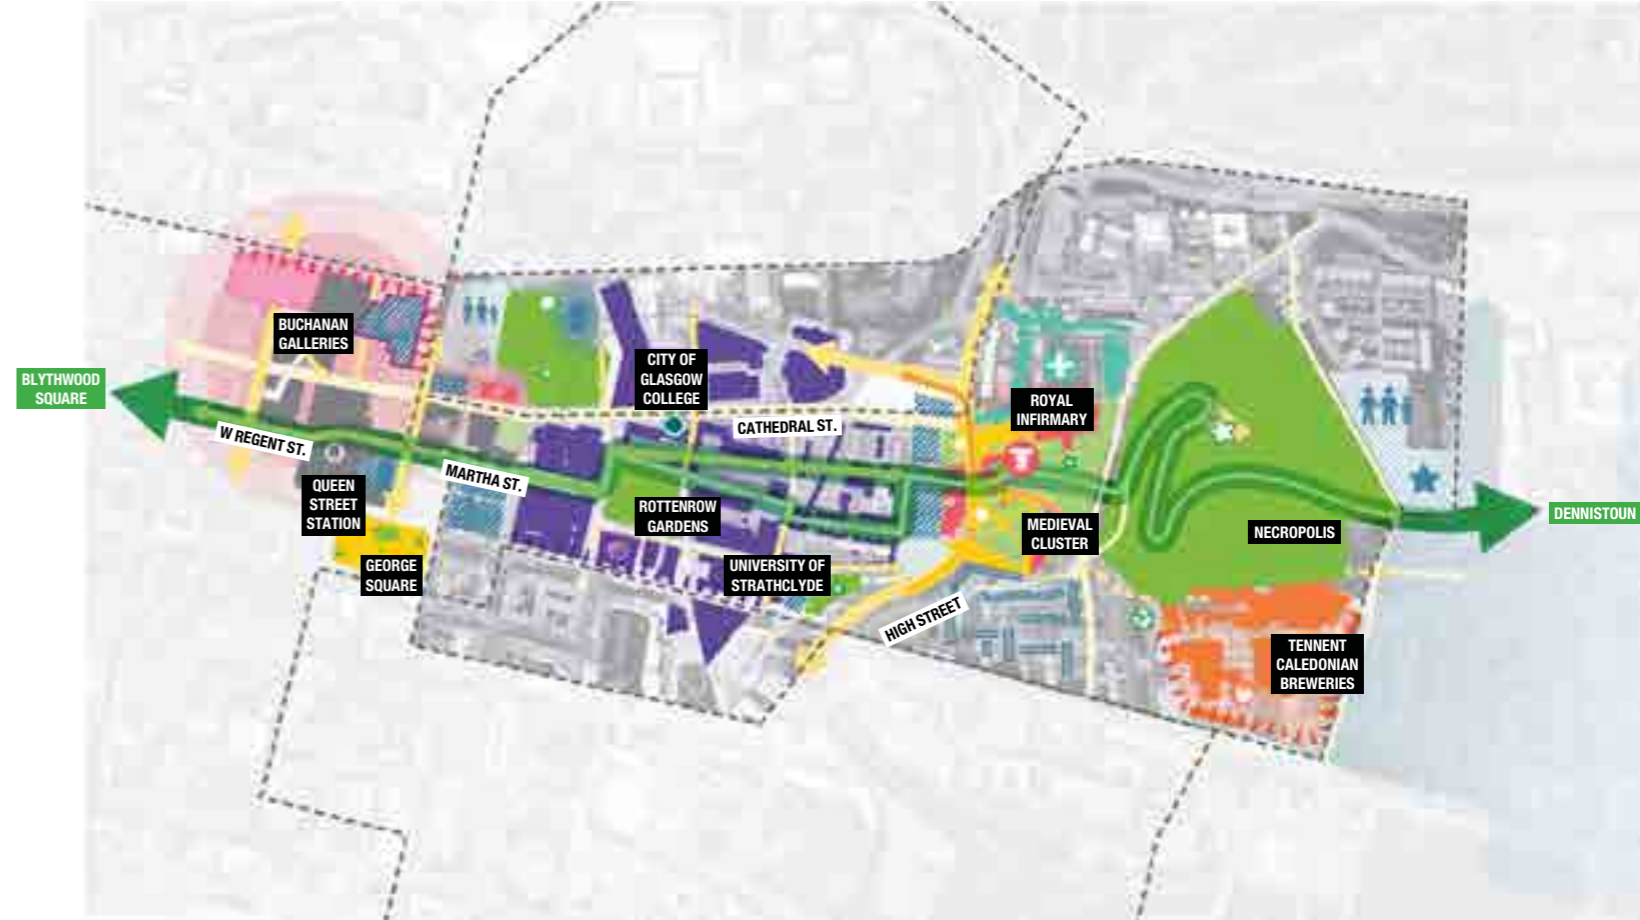 BUCHANAN
GALLERIES
CITY OF
GLASGOW
COLLEGE
BLYTHWOOD
SQUARE
ROYAL
INFIRMARY
CATHEDRAL ST.
W REGENT ST.
MARTHA ST.
QUEEN
STREET
STATION
ROTTENROW
GARDENS
MEDIEVAL
CLUSTER
NECROPOLIS
DENNISTOUN
GEORGE
SQUARE
UNIVERSITY OF
STRATHCLYDE
HIGH STREET
TENNENT
CALEDONIAN
BREWERIES